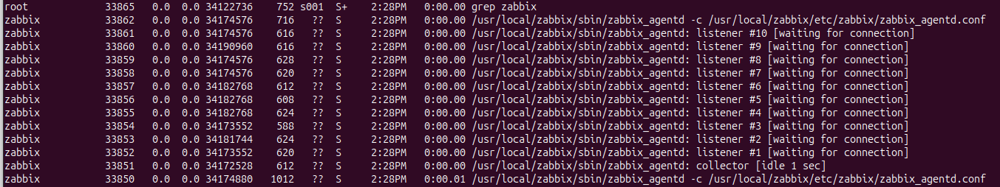 root 33865 0.0 0.0 34122736 752 s001 S+ 2:28PM 0:00.00 grep zabbix
zabbix 33862 0.0 0.0 34174576 716 ?? S 2:28PM 0:00.00 /usr/local/zabbix/sbin/zabbix_agentd -c /usr/local/zabbix/etc/zabbix/zabbix_agentd.conf
zabbix 33861 0.0 0.0 34174576 616 ?? S 2:28PM 0:00.00 /usr/local/zabbix/sbin/zabbix_agentd: listener #10 [waiting for connection]
zabbix 33860 0.0 0.0 34190960 616 ?? S 2:28PM 0:00.00 /usr/local/zabbix/sbin/zabbix_agentd: listener #9 [waiting for connection]
zabbix 33859 0.0 0.0 34174576 628 ?? S 2:28PM 0:00.00 /usr/local/zabbix/sbin/zabbix_agentd: listener #8 [waiting for connection]
zabbix 33858 0.0 0.0 34174576 620 ?? S 2:28PM 0:00.00 /usr/local/zabbix/sbin/zabbix_agentd: listener #7 [waiting for connection]
zabbix 33857 0.0 0.0 34182768 612 ?? S 2:28PM 0:00.00 /usr/local/zabbix/sbin/zabbix_agentd: listener #6 [waiting for connection]
zabbix 33856 0.0 0.0 34182768 608 ?? S 2:28PM 0:00.00 /usr/local/zabbix/sbin/zabbix_agentd: listener #5 [waiting for connection]
zabbix 33855 0.0 0.0 34182768 624 ?? S 2:28PM 0:00.00 /usr/local/zabbix/sbin/zabbix_agentd: listener #4 [waiting for connection]
zabbix 33854 0.0 0.0 34173552 588 ?? S 2:28PM 0:00.00 /usr/local/zabbix/sbin/zabbix_agentd: listener #3 [waiting for connection]
zabbix 33853 0.0 0.0 34181744 624 ?? S 2:28PM 0:00.00 /usr/local/zabbix/sbin/zabbix_agentd: listener #2 [waiting for connection]
zabbix 33852 0.0 0.0 34173552 620 ?? S 2:28PM 0:00.00 /usr/local/zabbix/sbin/zabbix_agentd: listener #1 [waiting for connection]
zabbix 33851 0.0 0.0 34172528 612 ?? S 2:28PM 0:00.00 /usr/local/zabbix/sbin/zabbix_agentd: collector [idle 1 sec]
zabbix 33850 0.0 0.0 34174880 1012 ?? S 2:28PM 0:00.01 /usr/local/zabbix/sbin/zabbix_agentd -c /usr/local/zabbix/etc/zabbix/zabbix_agentd.conf